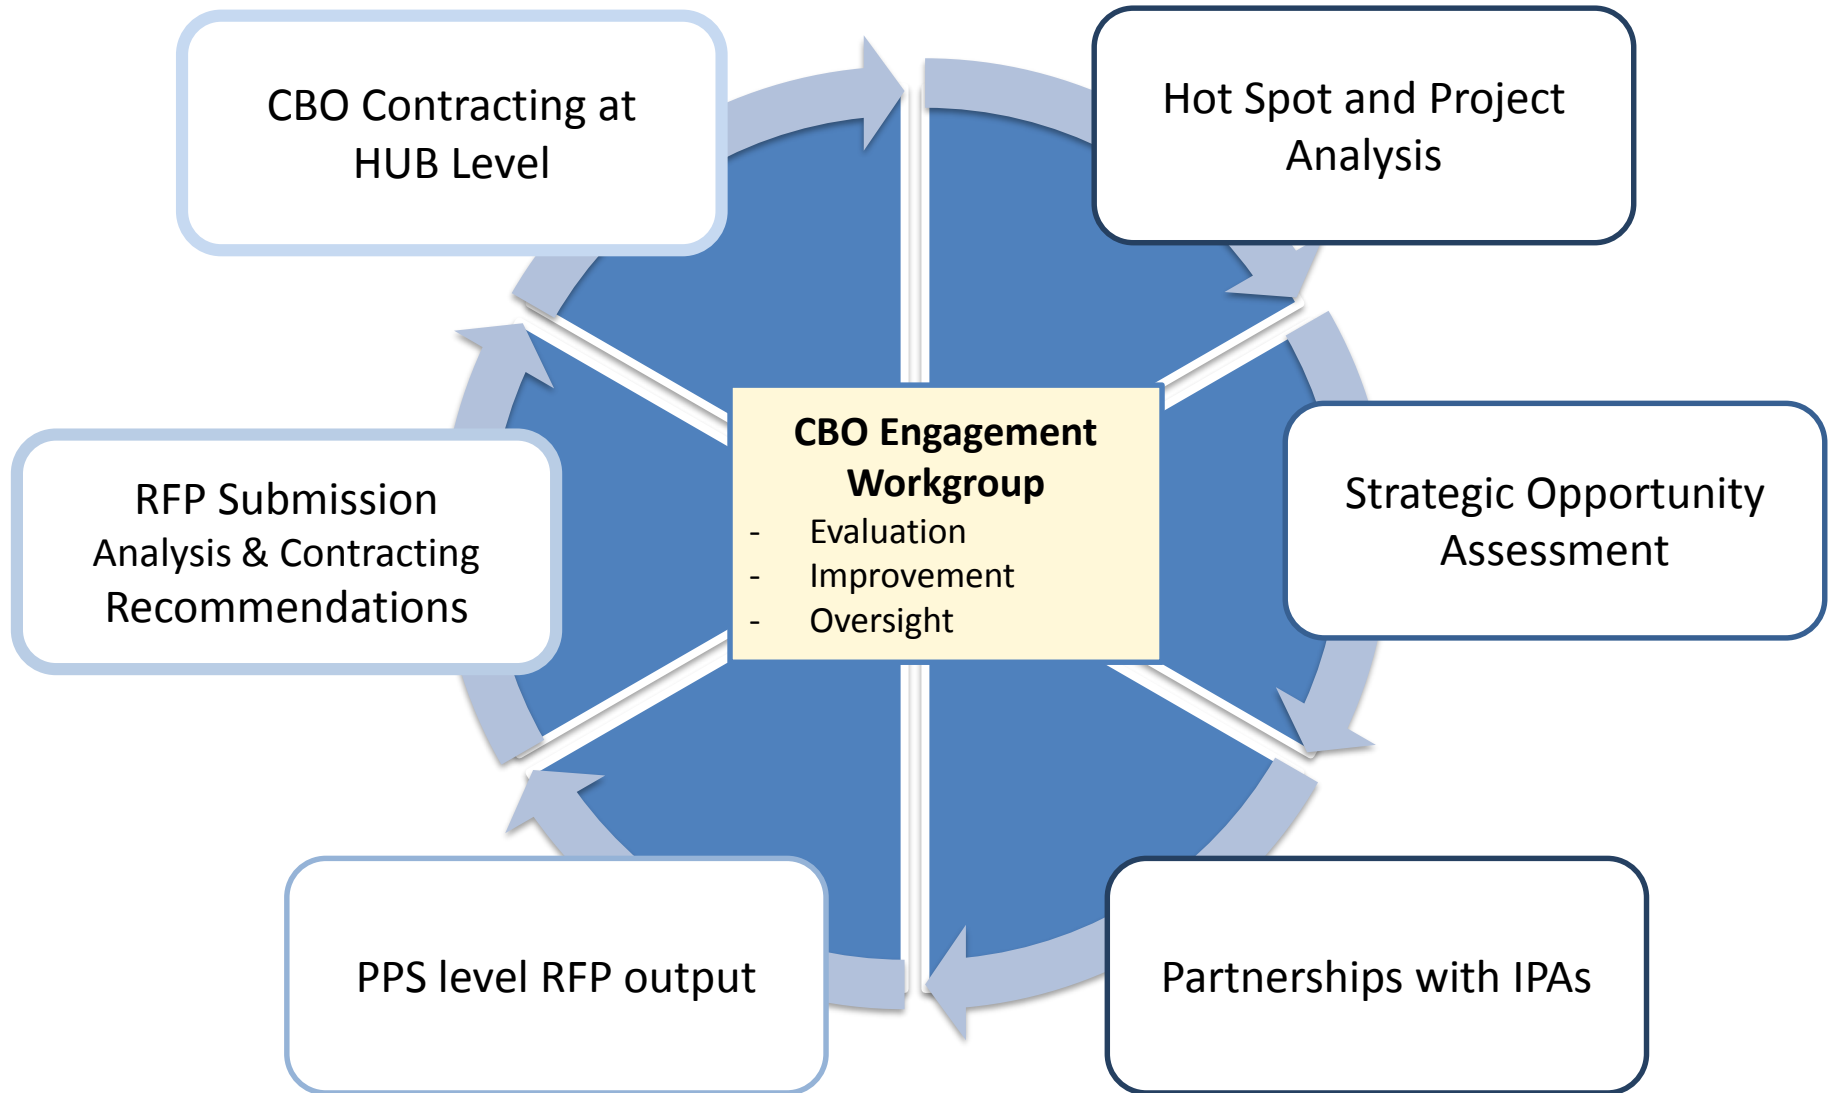 CBO Contracting at
HUB Level
Hot Spot and Project
Analysis
CBO Engagement
Workgroup
- Evaluation
- Improvement
- Oversight
Strategic Opportunity
Assessment
RFP Submission
Analysis & Contracting
Recommendations
PPS level RFP output
Partnerships with IPAs